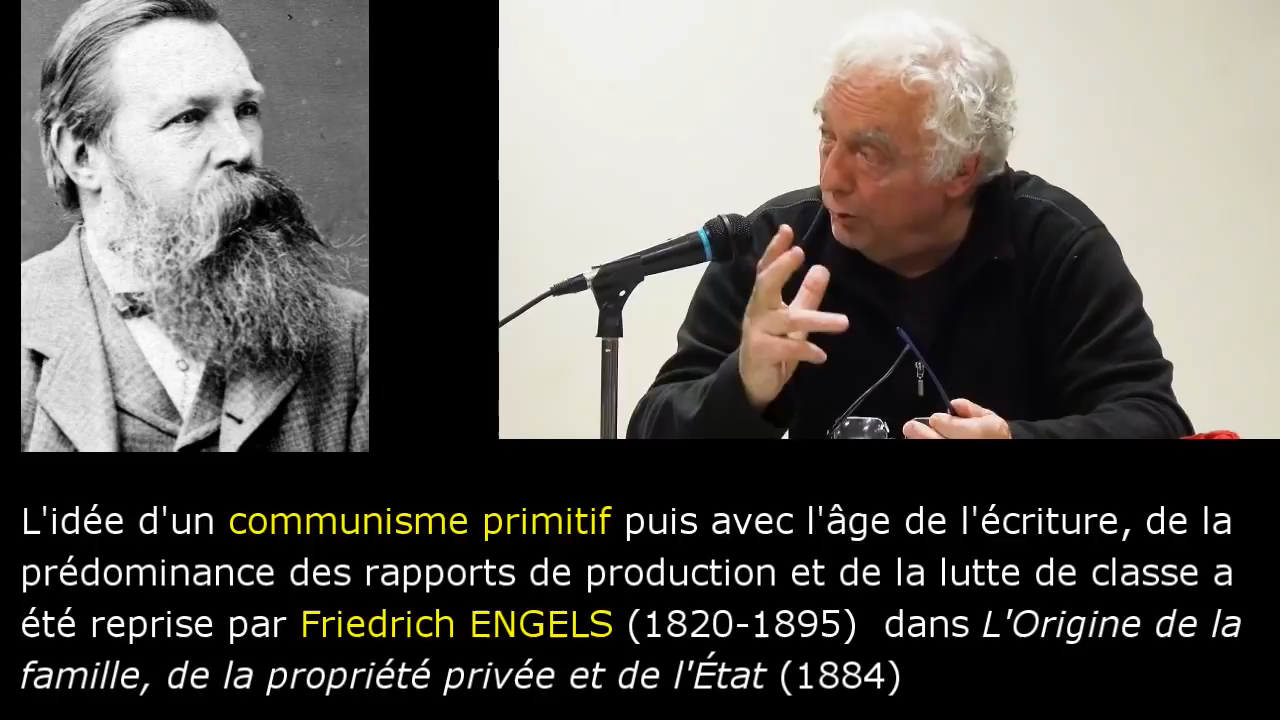 L'idée d'un communisme primitif puis avec l'âge de l'écriture, de la
prédominance des rapports de production et de la lutte de classe a
été reprise par Friedrich ENGELS (1820-1895) dans L'Origine de la
famille, de la propriété privée et de l'État (1884)